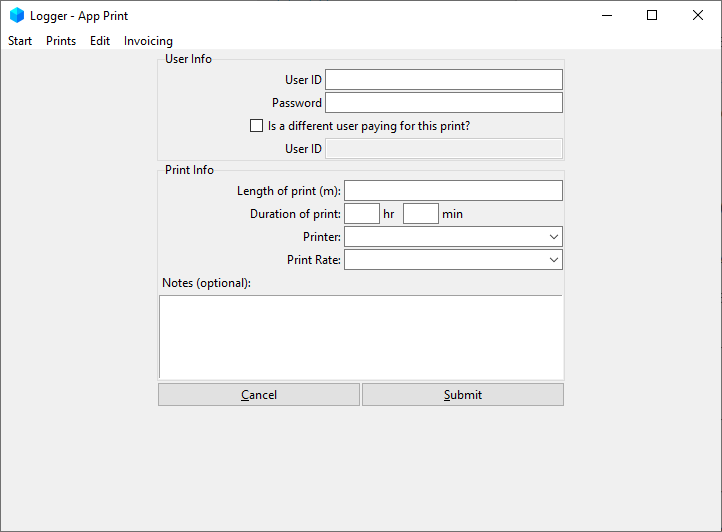 Logger - App Print
Start Prints Edit Invoicing
User Info
User ID
Password
Is a different user paying for this print?
User ID
Print Info
Length of print (m):
Duration of print: hr min
Printer:
Print Rate:
Notes (optional):
Cancel Submit